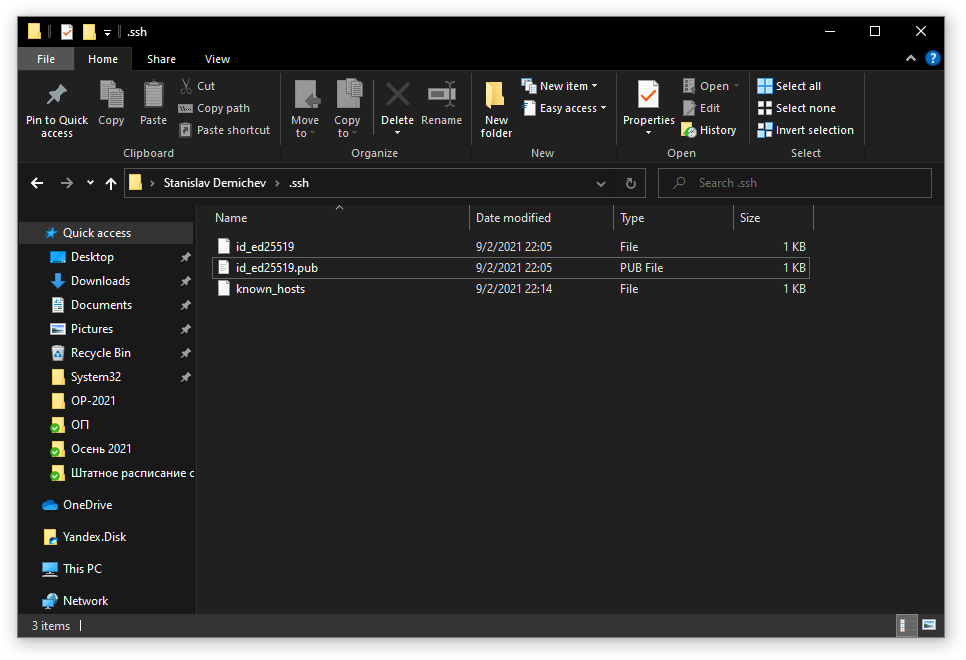 .ssh
File Home Share View
Pin to Quick access
Copy
Paste
Cut
Copy path
Paste shortcut
Clipboard
Move to
Copy to
Delete
Rename
Organize
New folder
New item
Easy access
New
Properties
Open
Edit
History
Open
Select all
Select none
Invert selection
Select
Stanislav Demichev > .ssh
Search .ssh
Quick access
Desktop
Downloads
Documents
Pictures
Recycle Bin
System32
OP-2021
ОП
Осень 2021
Штатное расписание с
OneDrive
Yandex.Disk
This PC
Network
Name Date modified Type Size
id_ed25519 9/2/2021 22:05 File 1 KB
id_ed25519.pub 9/2/2021 22:05 PUB File 1 KB
known_hosts 9/2/2021 22:14 File 1 KB
3 items